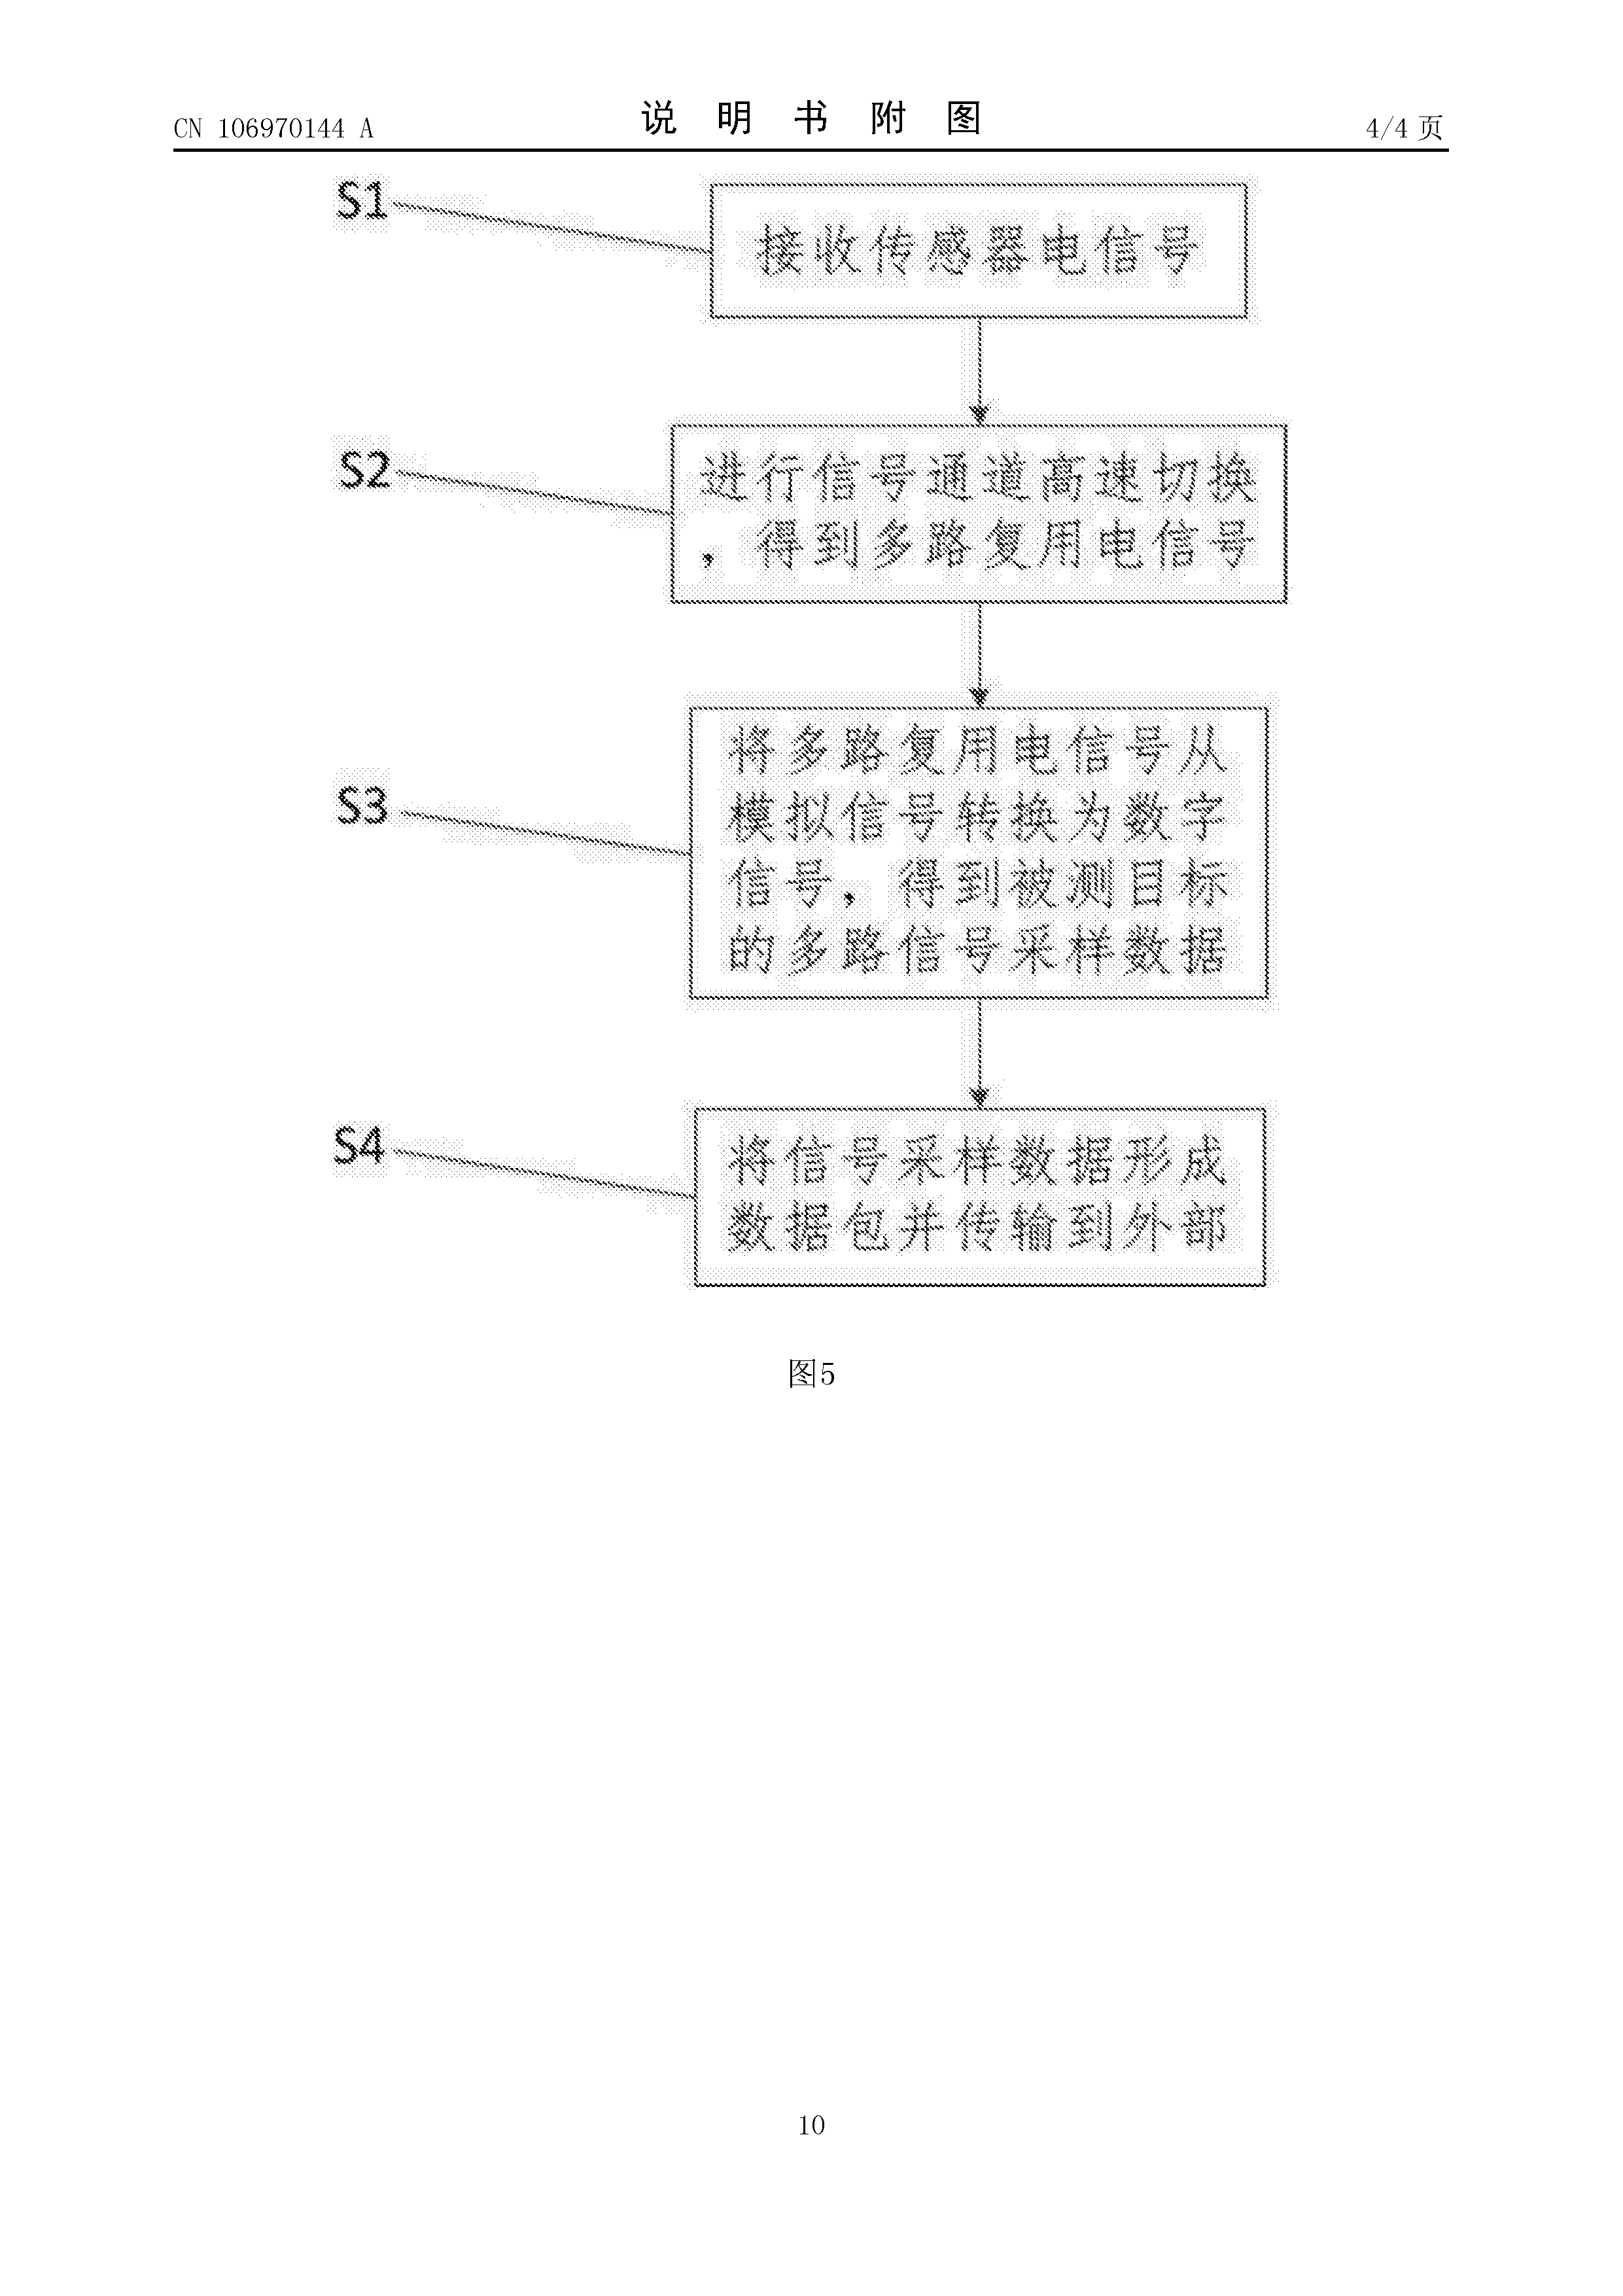 CN 106970144 A
说明书附图
4/4 页
S1
接收传感器电信号
S2
进行信号通道高速切换
，得到多路复用电信号
S3
将多路复用电信号从
模拟信号转换为数字
信号，得到被测目标
的多路信号采样数据
S4
将信号采样数据形成
数据包并传输到外部
图5
10